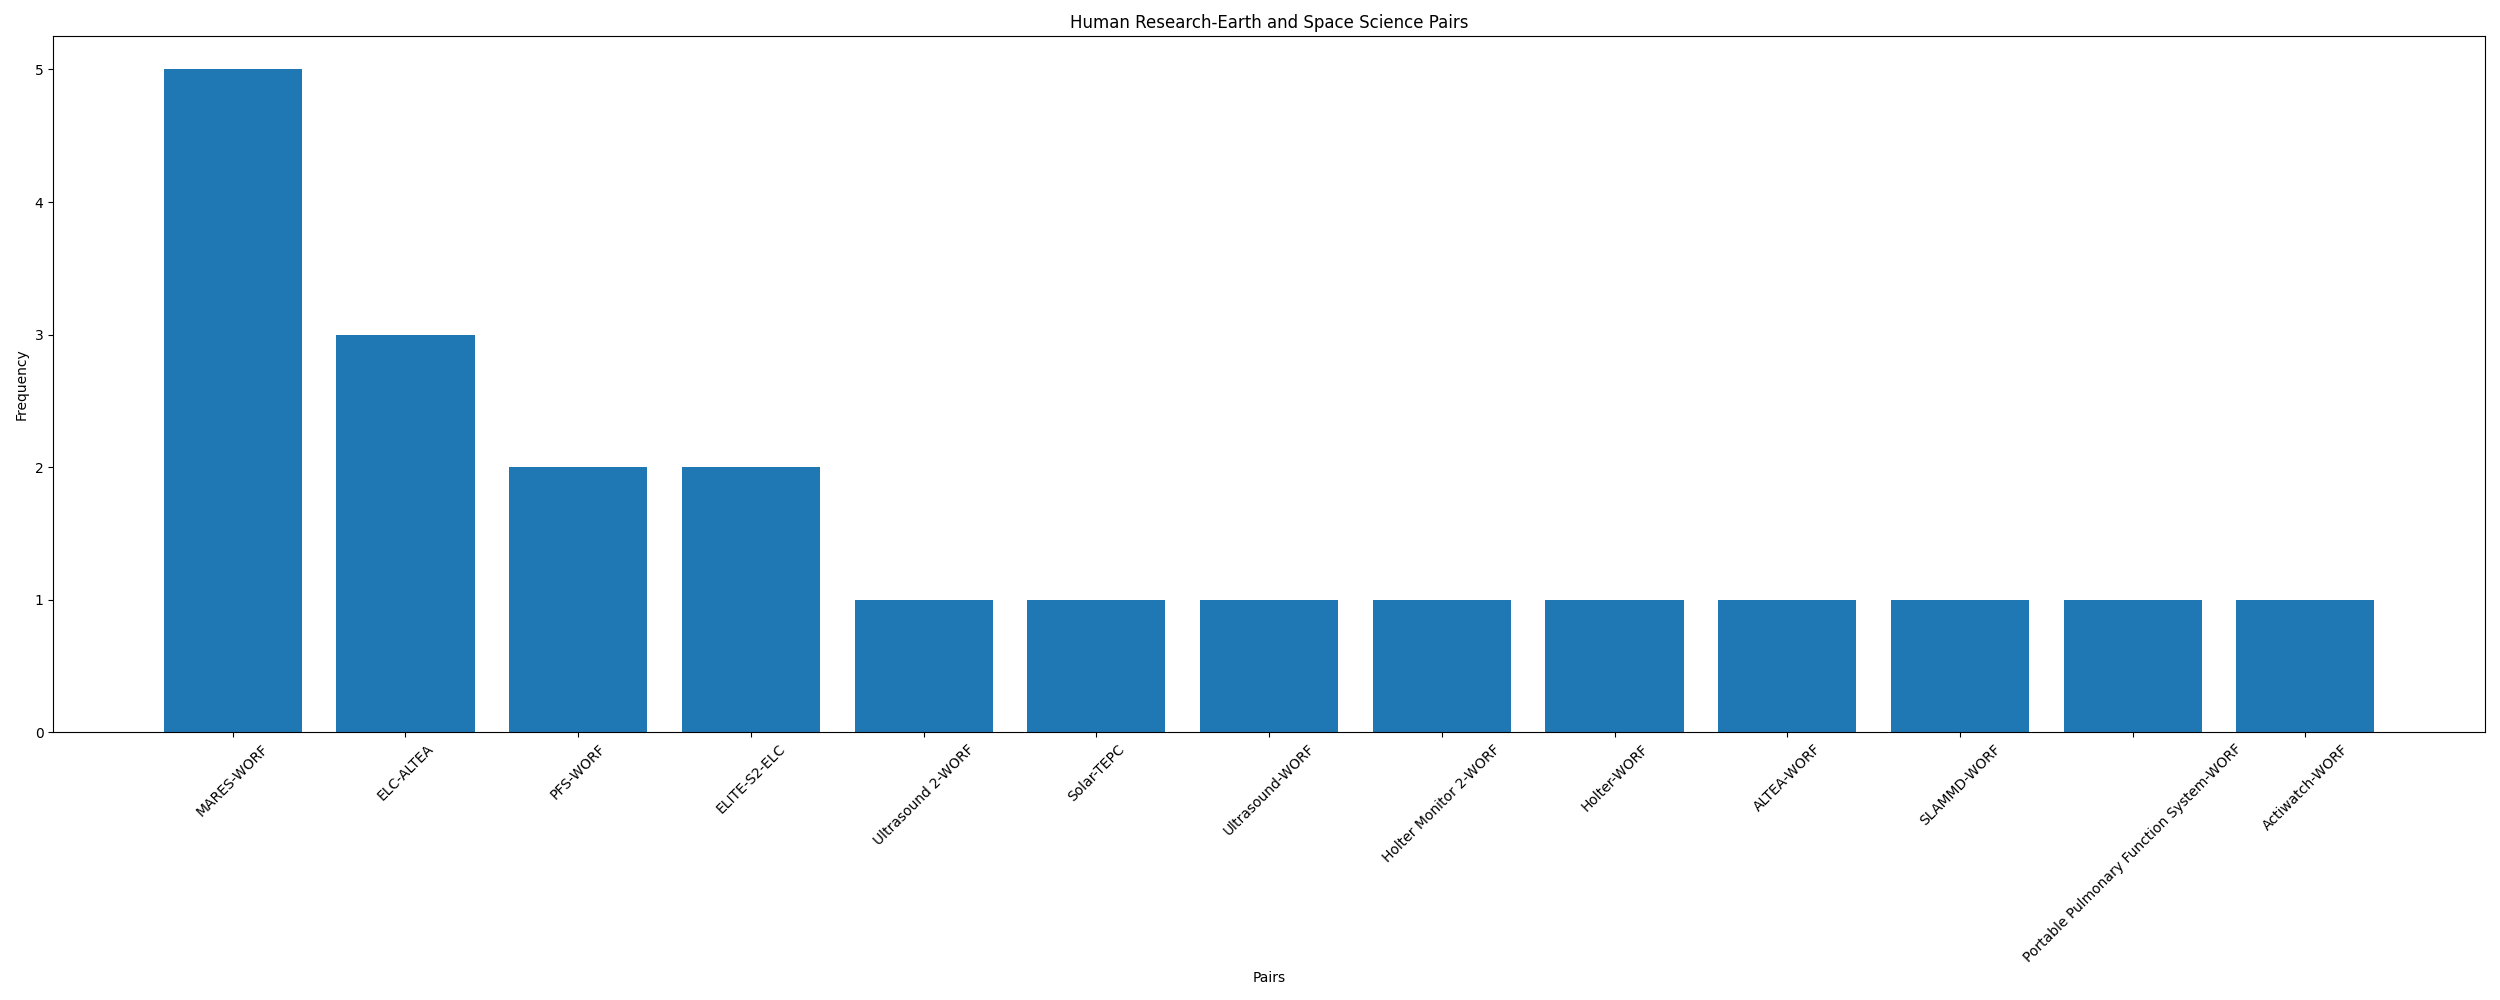 Human Research-Earth and Space Science Pairs
Frequency
5
4
3
2
1
0
MARES-WORF
ELC-ALTEA
PFS-WORF
ELITE-S2-ELC
Ultrasound 2-WORF
Solar-TEPC
Ultrasound-WORF
Holter Monitor 2-WORF
Holter-WORF
ALTEA-WORF
SLAMMD-WORF
Portable Pulmonary Function System-WORF
Actiwatch-WORF
Pairs